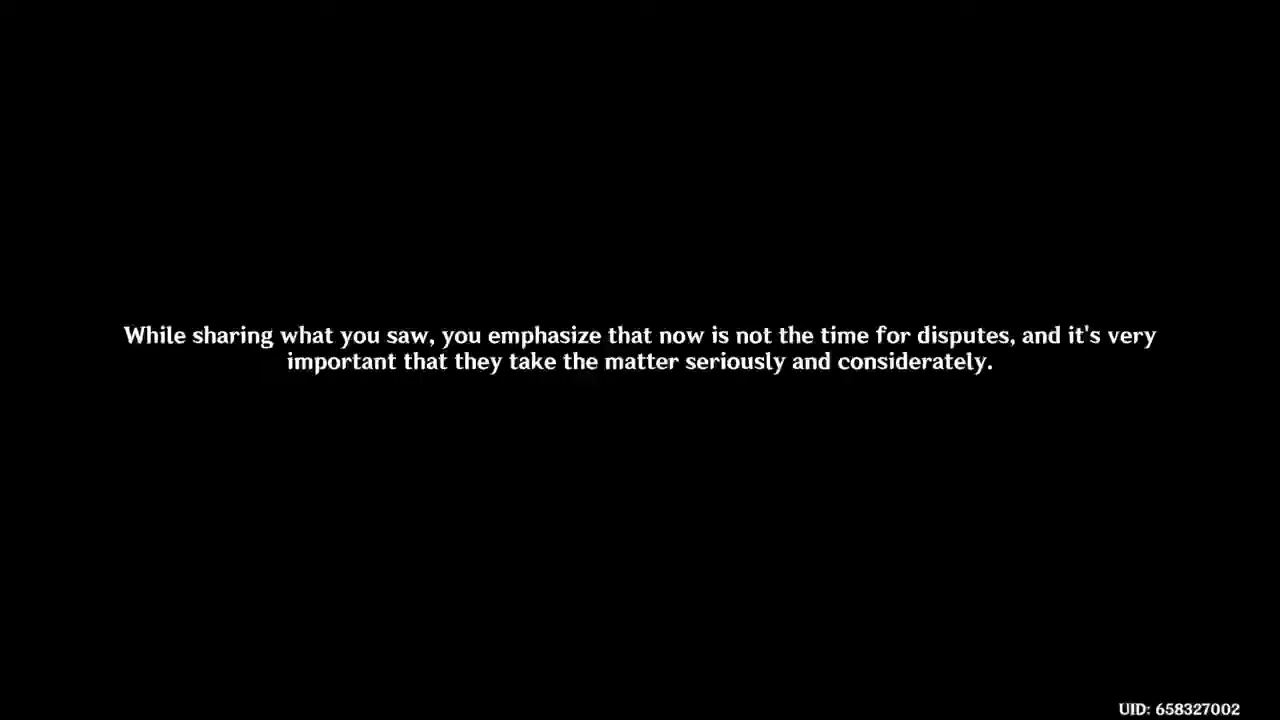 While sharing what you saw, you emphasize that now is not the time for disputes, and it's very
important that they take the matter seriously and considerately.
UID: 658327002